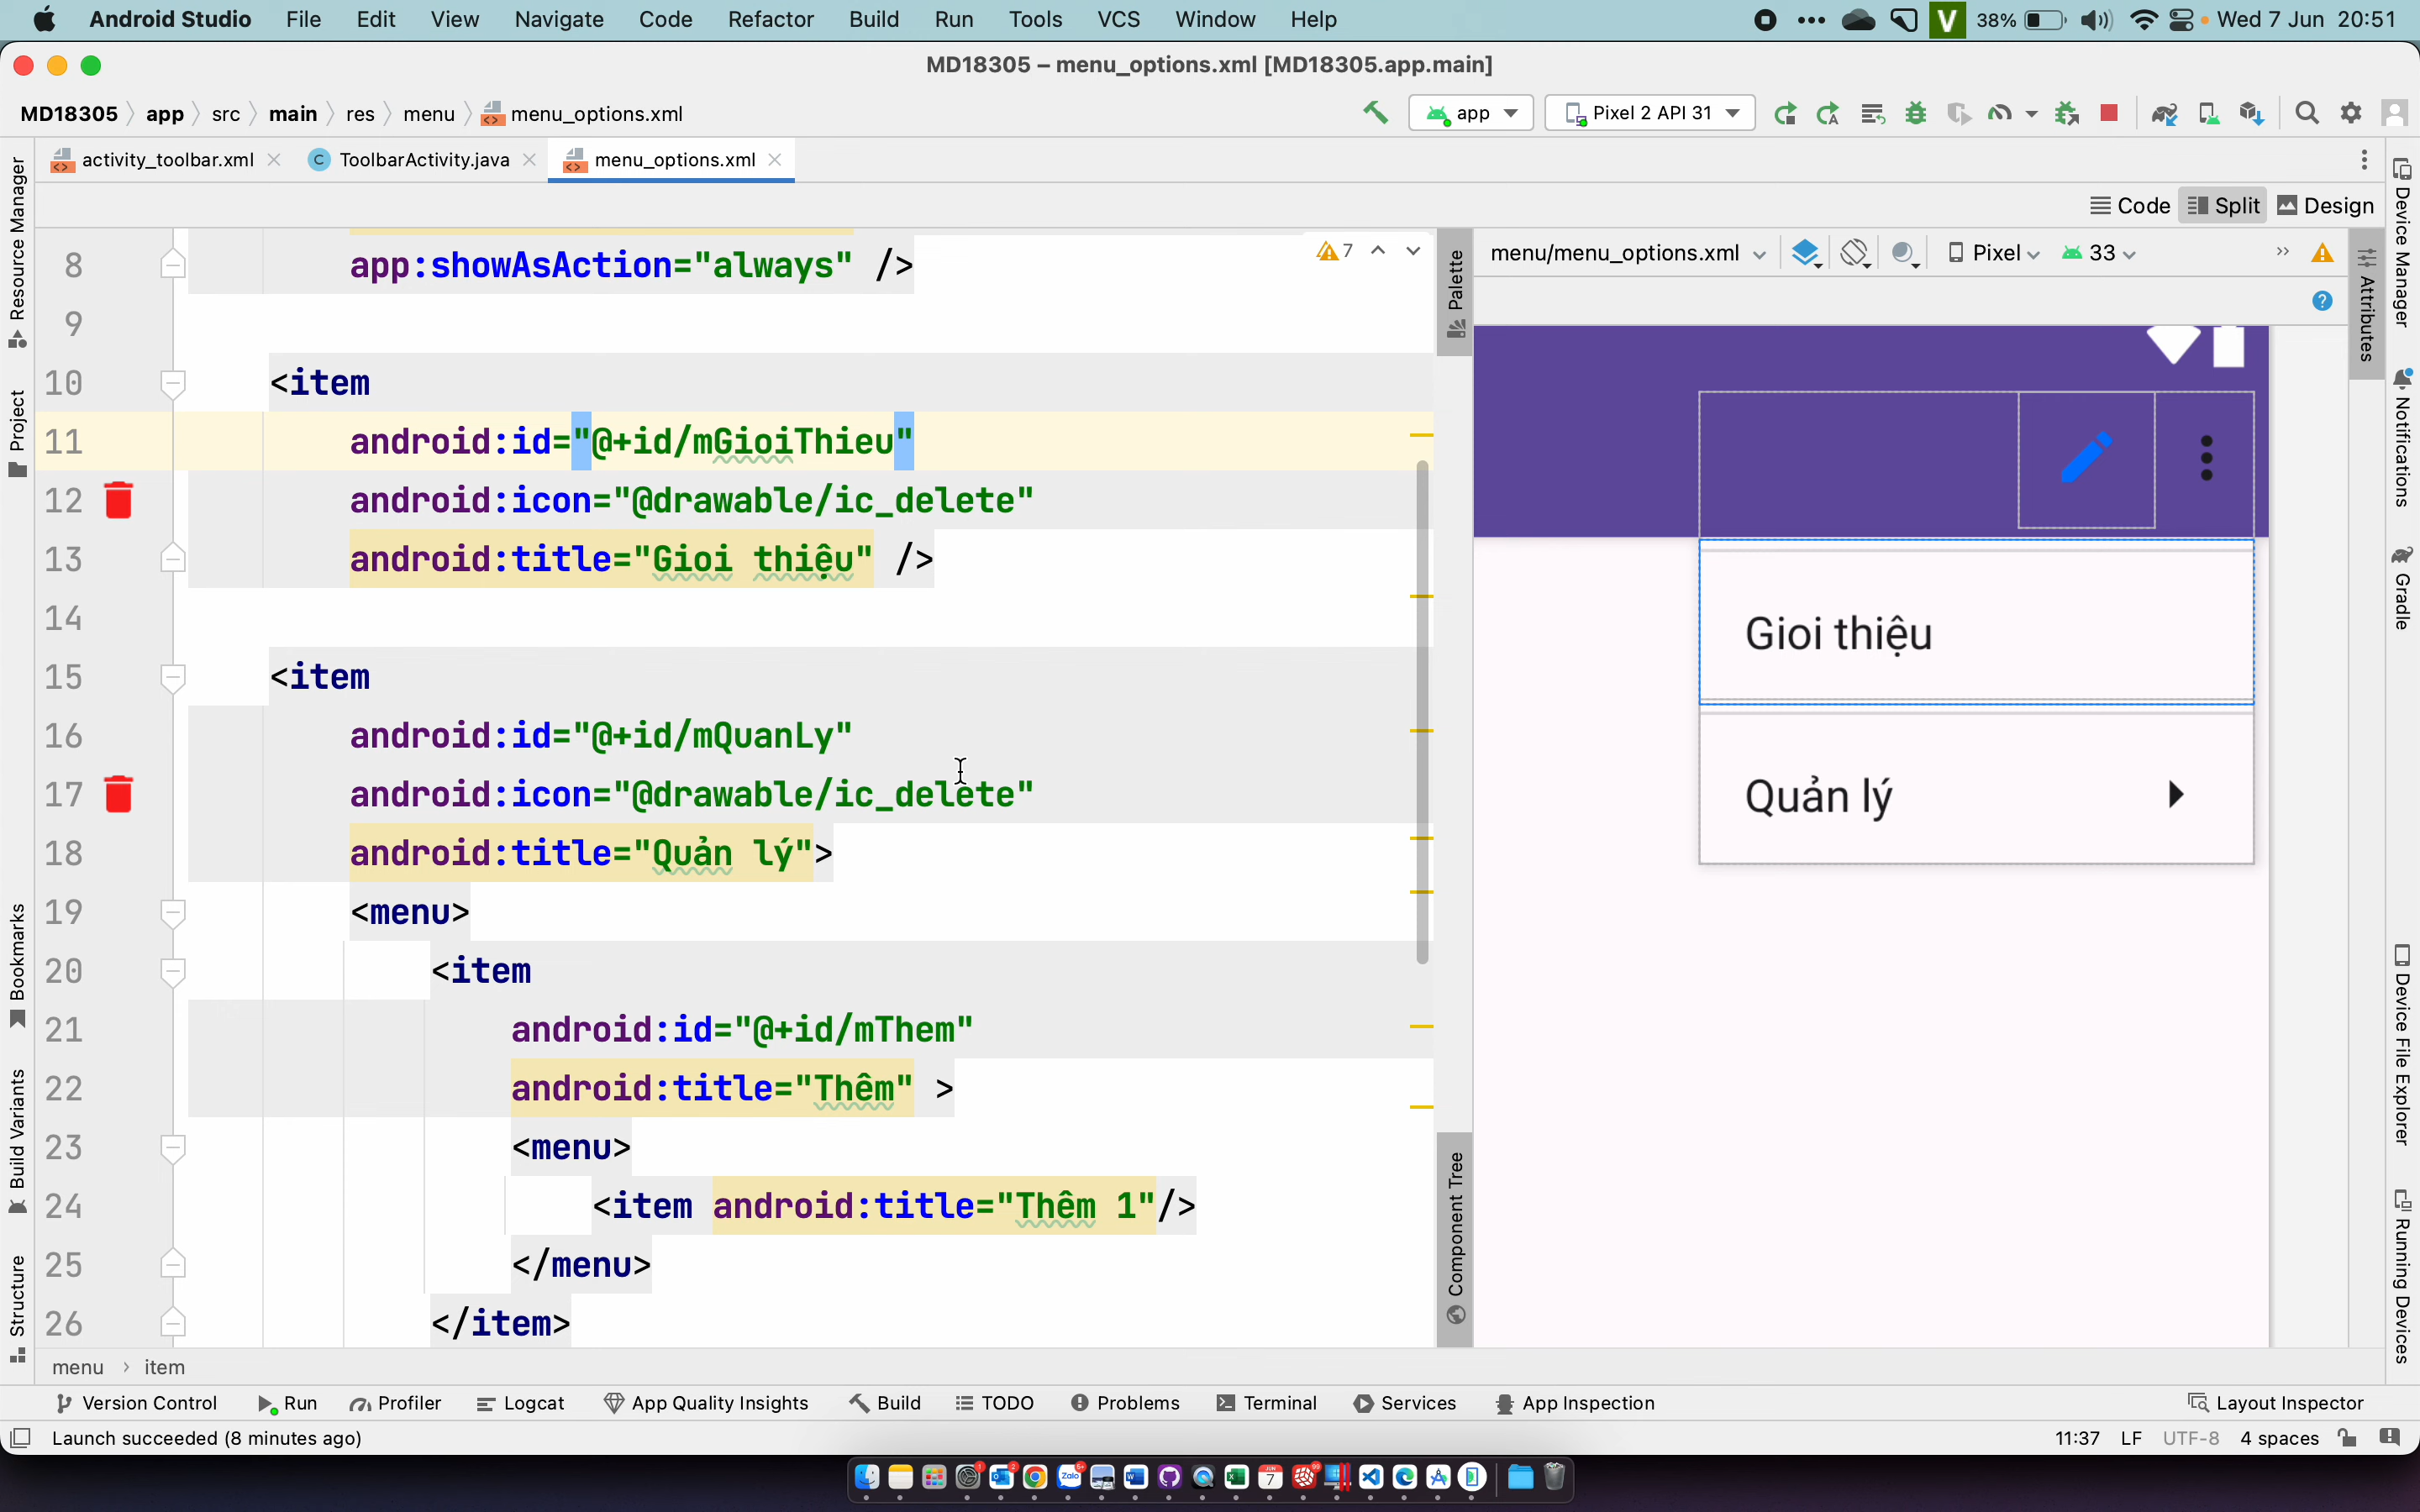 Android Studio File Edit View Navigate Code Refactor Build Run Tools VCS Window Help V 38% Wed 7 Jun 20:51
MD18305 – menu_options.xml [MD18305.app.main]
MD18305 app src main res menu menu_options.xml app Pixel 2 API 31
activity_toolbar.xml ToolbarActivity.java menu_options.xml
Code Split Design
Resource Manager
Project
Bookmarks
Build Variants
Structure
8 app:showAsAction="always" />
9
10 <item
11 android:id="@+id/mGioiThieu"
12 android:icon="@drawable/ic_delete"
13 android:title="Gioi thiệu" />
14
15 <item
16 android:id="@+id/mQuanLy"
17 android:icon="@drawable/ic_delete"
18 android:title="Quản lý">
19 <menu>
20 <item
21 android:id="@+id/mThem"
22 android:title="Thêm" >
23 <menu>
24 <item android:title="Thêm 1"/>
25 </menu>
26 </item>
7
Palette
Component Tree
menu/menu_options.xml Pixel 33
Gioi thiệu
Quản lý
Attributes
Device Manager
Notifications
Gradle
Device File Explorer
Running Devices
menu item
Version Control Run Profiler Logcat App Quality Insights Build TODO Problems Terminal Services App Inspection Layout Inspector
Launch succeeded (8 minutes ago) 11:37 LF UTF-8 4 spaces